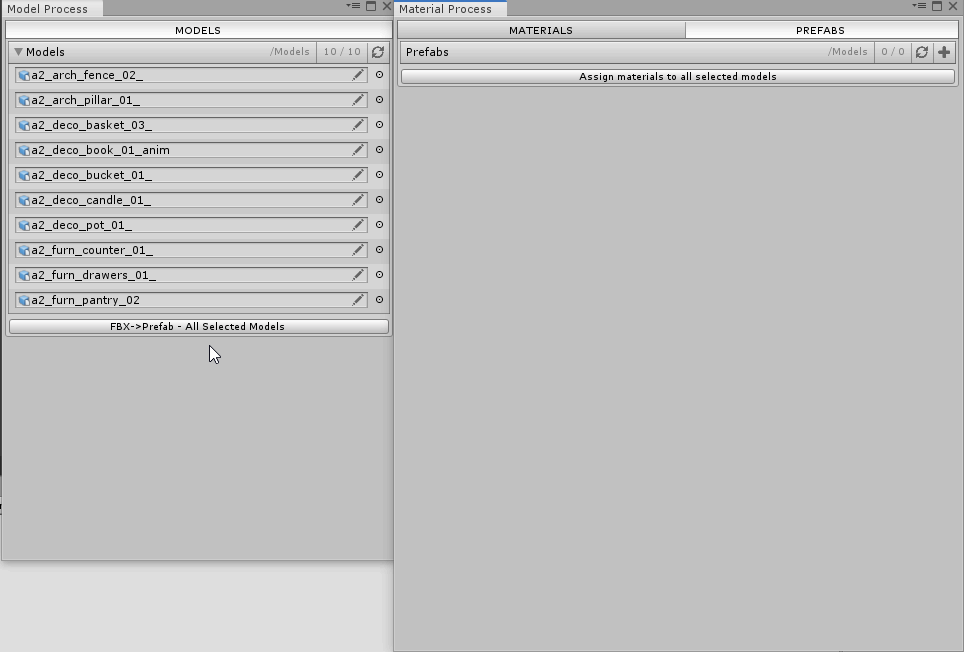 Model Process
MODELS
Models /Models 10 / 10
a2_arch_fence_02_
a2_arch_pillar_01_
a2_deco_basket_03_
a2_deco_book_01_anim
a2_deco_bucket_01_
a2_deco_candle_01_
a2_deco_pot_01_
a2_furn_counter_01_
a2_furn_drawers_01_
a2_furn_pantry_02
FBX->Prefab - All Selected Models
Material Process
MATERIALS PREFABS
Prefabs /Models 0 / 0
Assign materials to all selected models